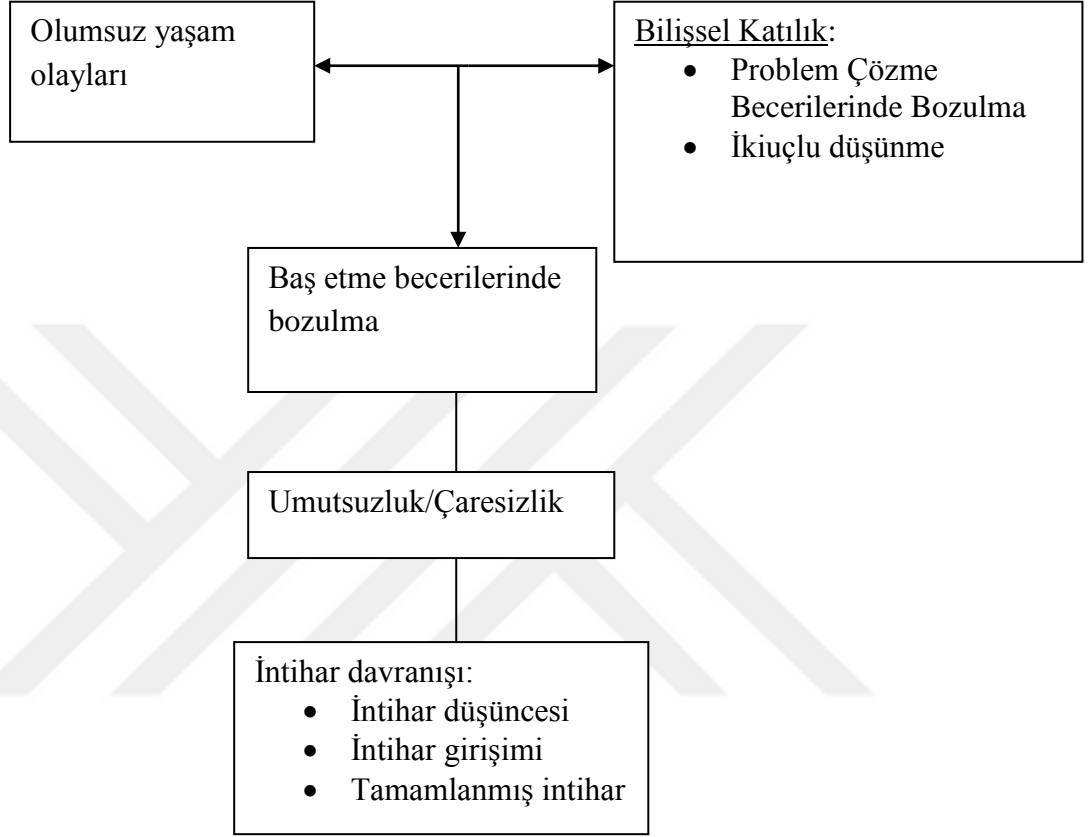 Olumsuz yaşam
olayları
Bilişsel Katılık:
• Problem Çözme
Becerilerinde Bozulma
• İkiuçlu düşünme
Baş etme becerilerinde
bozulma
Umutsuzluk/Çaresizlik
İntihar davranışı:
• İntihar düşüncesi
• İntihar girişimi
• Tamamlanmış intihar